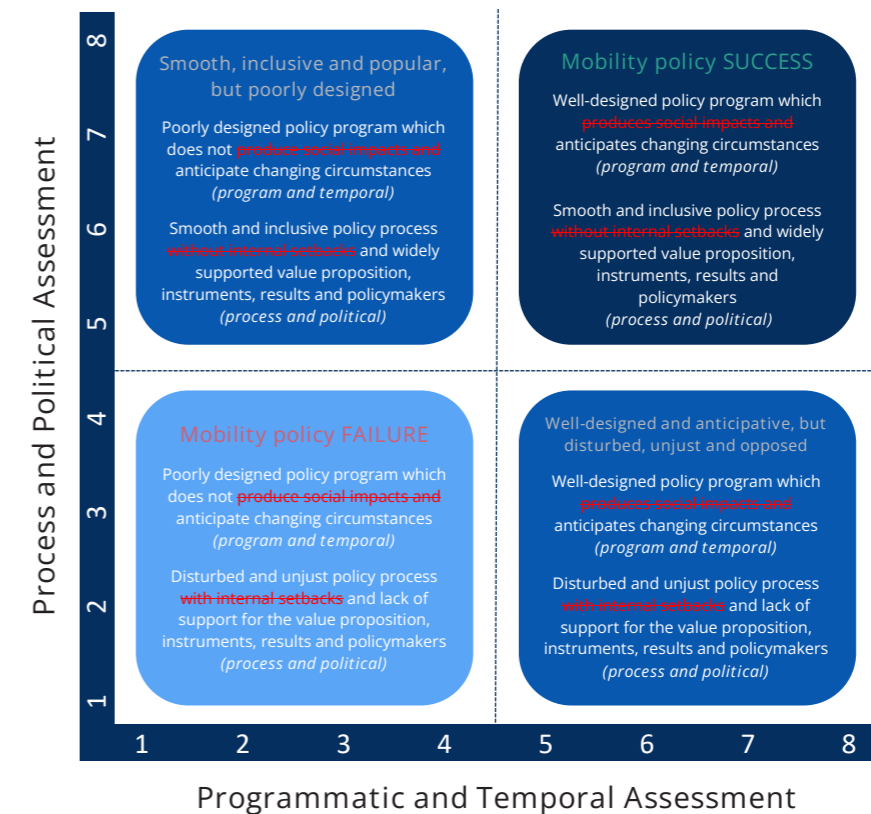 Process and Political Assessment
8
7
6
5
4
3
2
1
Smooth, inclusive and popular,
but poorly designed
Poorly designed policy program which
does not produce social impacts and
anticipate changing circumstances
(program and temporal)
Smooth and inclusive policy process
without internal setbacks and widely
supported value proposition,
instruments, results and policymakers
(process and political)
Mobility policy SUCCESS
Well-designed policy program which
produces social impacts and
anticipates changing circumstances
(program and temporal)
Smooth and inclusive policy process
without internal setbacks and widely
supported value proposition,
instruments, results and
policymakers
(process and political)
Mobility policy FAILURE
Poorly designed policy program which
does not produce social impacts and
anticipate changing circumstances
(program and temporal)
Disturbed and unjust policy process
with internal setbacks and lack of
support for the value proposition,
instruments, results and policymakers
(process and political)
Well-designed and anticipative, but
disturbed, unjust and opposed
Well-designed policy program which
produces social impacts and
anticipates changing circumstances
(program and temporal)
Disturbed and unjust policy process
with internal setbacks and lack of
support for the value proposition,
instruments, results and policymakers
(process and political)
1 2 3 4 5 6 7 8
Programmatic and Temporal Assessment